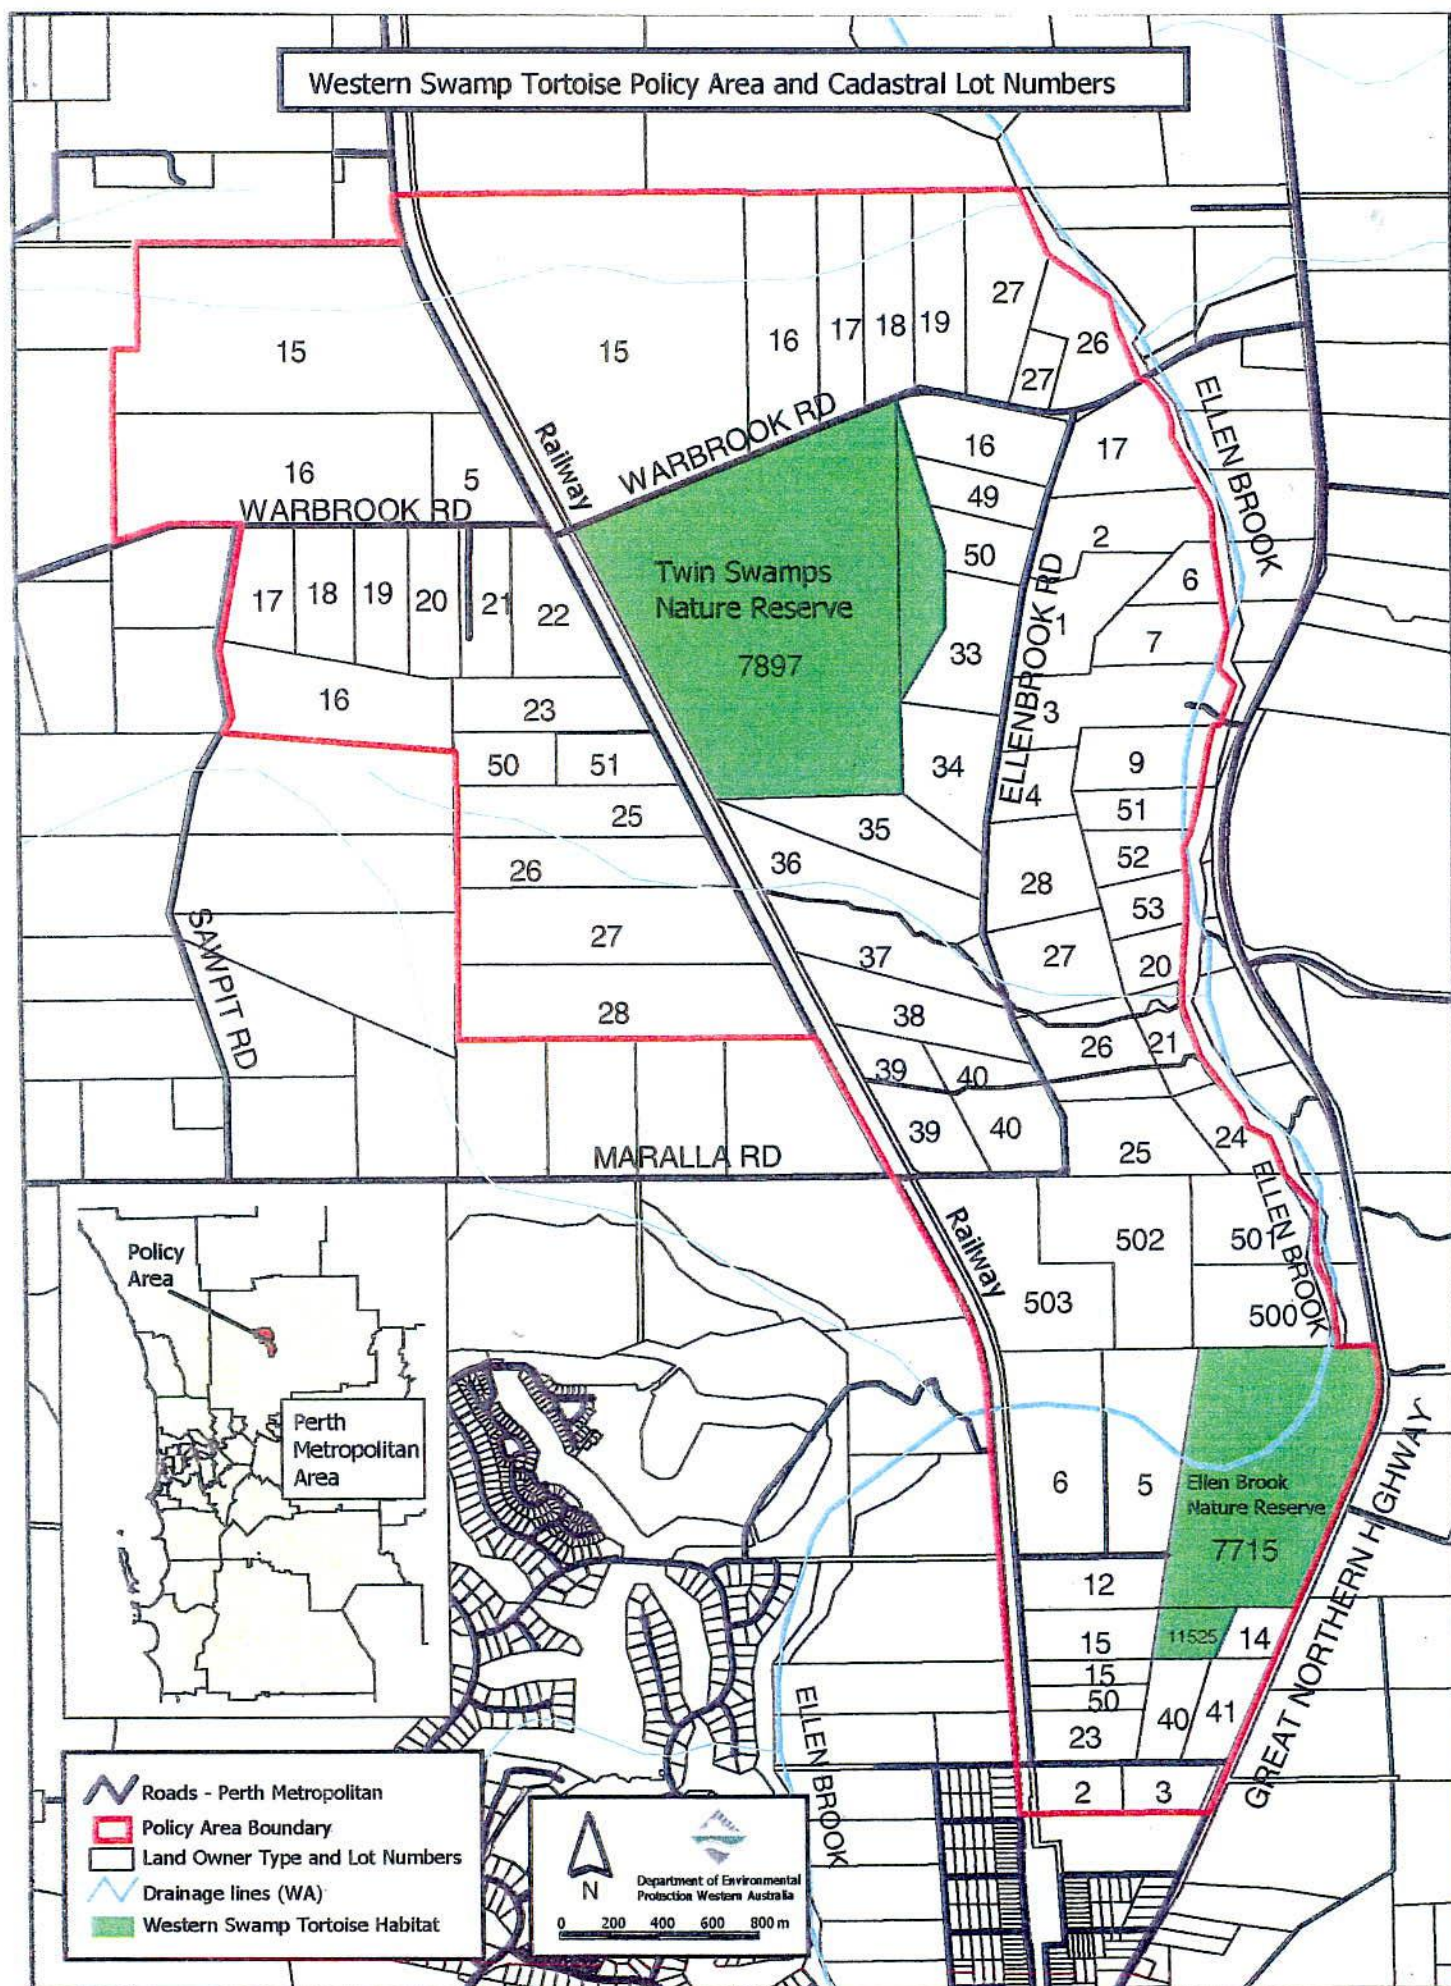 Western Swamp Tortoise Policy Area and Cadastral Lot Numbers
15
15
16
17
18
19
27
27
26
ELLEN BROOK
16
5
WARBROOK RD
Railway
WARBROOK RD
16
49
50
17
2
6
7
1
17
18
19
20
21
22
Twin Swamps
Nature Reserve
7897
33
ELLENBROOK RD
3
16
23
50
51
34
4
9
51
25
35
52
26
36
28
53
SAWPIT RD
27
37
27
20
28
38
26
21
39
40
39
40
25
24
MARALLA RD
ELLEN BROOK
Railway
502
501
503
500
Policy
Area
Perth
Metropolitan
Area
6
5
Ellen Brook
Nature Reserve
7715
GREAT NORTHERN HIGHWAY
12
15
11525
14
15
50
40
41
23
ELLEN BROOK
2
3
Roads - Perth Metropolitan
Policy Area Boundary
Land Owner Type and Lot Numbers
Drainage lines (WA)
Western Swamp Tortoise Habitat
N
Department of Environmental
Protection Western Australia
0 200 400 600 800 m